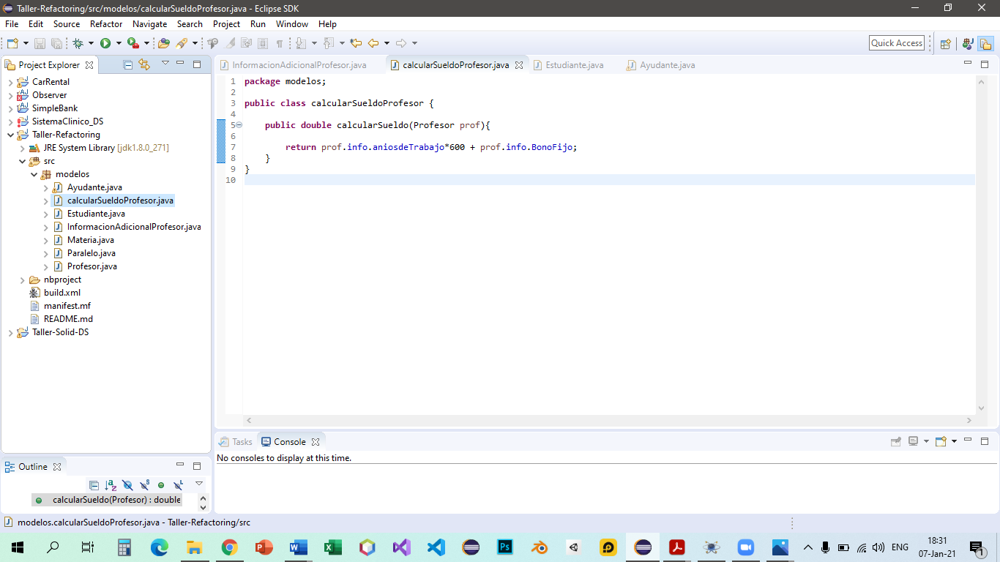 Taller-Refactoring/src/modelos/calcularSueldoProfesor.java - Eclipse SDK
File Edit Source Refactor Navigate Search Project Run Window Help
Quick Access
Project Explorer
CarRental
Observer
SimpleBank
SistemaClinico_DS
Taller-Refactoring
JRE System Library [jdk1.8.0_271]
src
modelos
Ayudante.java
calcularSueldoProfesor.java
Estudiante.java
InformacionAdicionalProfesor.java
Materia.java
Paralelo.java
Profesor.java
nbproject
build.xml
manifest.mf
README.md
Taller-Solid-DS
InformacionAdicionalProfesor.java calcularSueldoProfesor.java Estudiante.java Ayudante.java
1 package modelos;
2
3 public class calcularSueldoProfesor {
4
5 public double calcularSueldo(Profesor prof){
6
7 return prof.info.aniosdeTrabajo*600 + prof.info.BonoFijo;
8 }
9 }
10
Tasks Console
No consoles to display at this time.
Outline
calcularSueldo(Profesor) : double
modelos.calcularSueldoProfesor.java - Taller-Refactoring/src
ENG
18:31
07-Jan-21
1